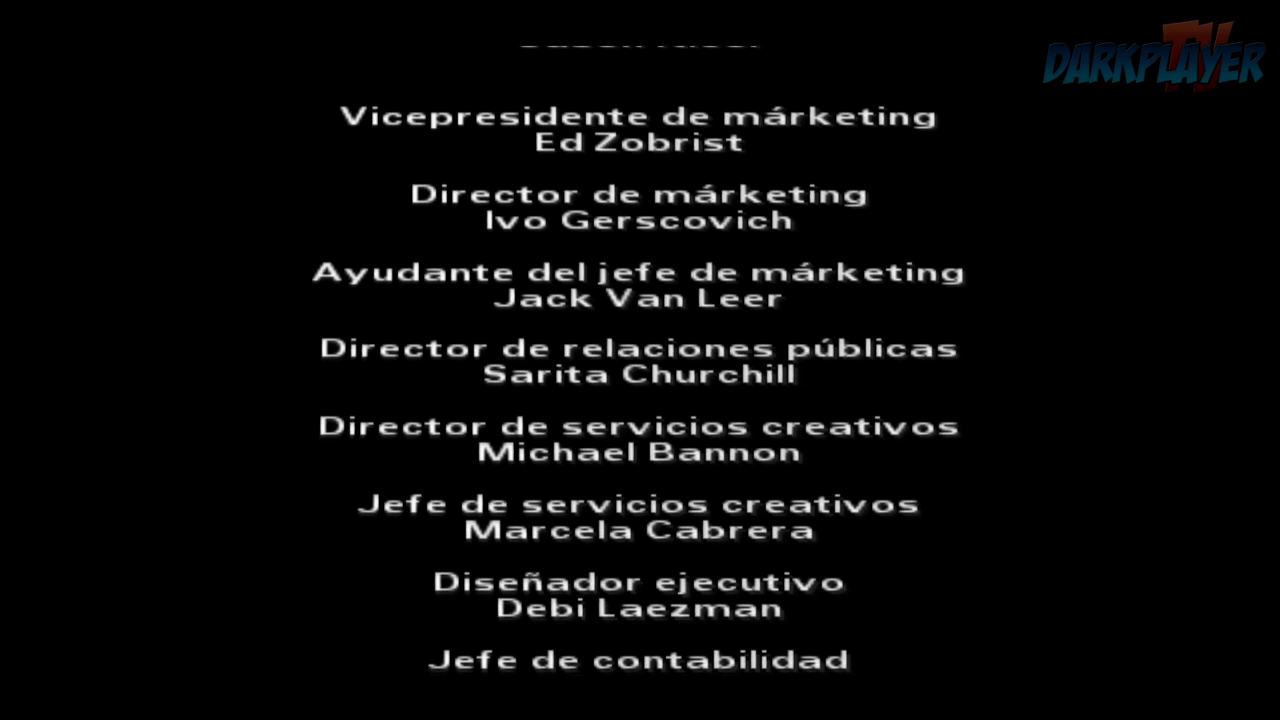 DARKPLAYER TV
Vicepresidente de márketing
Ed Zobrist
Director de márketing
Ivo Gerscovich
Ayudante del jefe de márketing
Jack Van Leer
Director de relaciones públicas
Sarita Churchill
Director de servicios creativos
Michael Bannon
Jefe de servicios creativos
Marcela Cabrera
Diseñador ejecutivo
Debi Laezman
Jefe de contabilidad